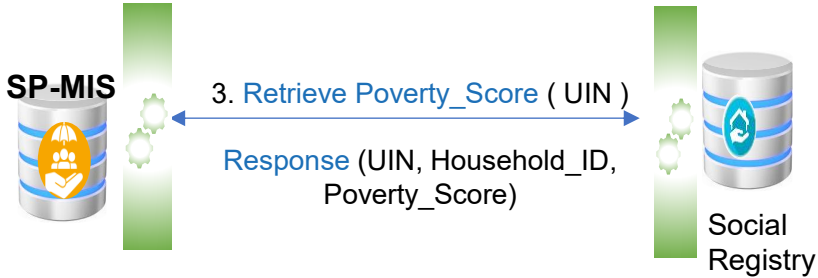 SP-MIS
3. Retrieve Poverty_Score ( UIN )
Response (UIN, Household_ID,
Poverty_Score)
Social
Registry